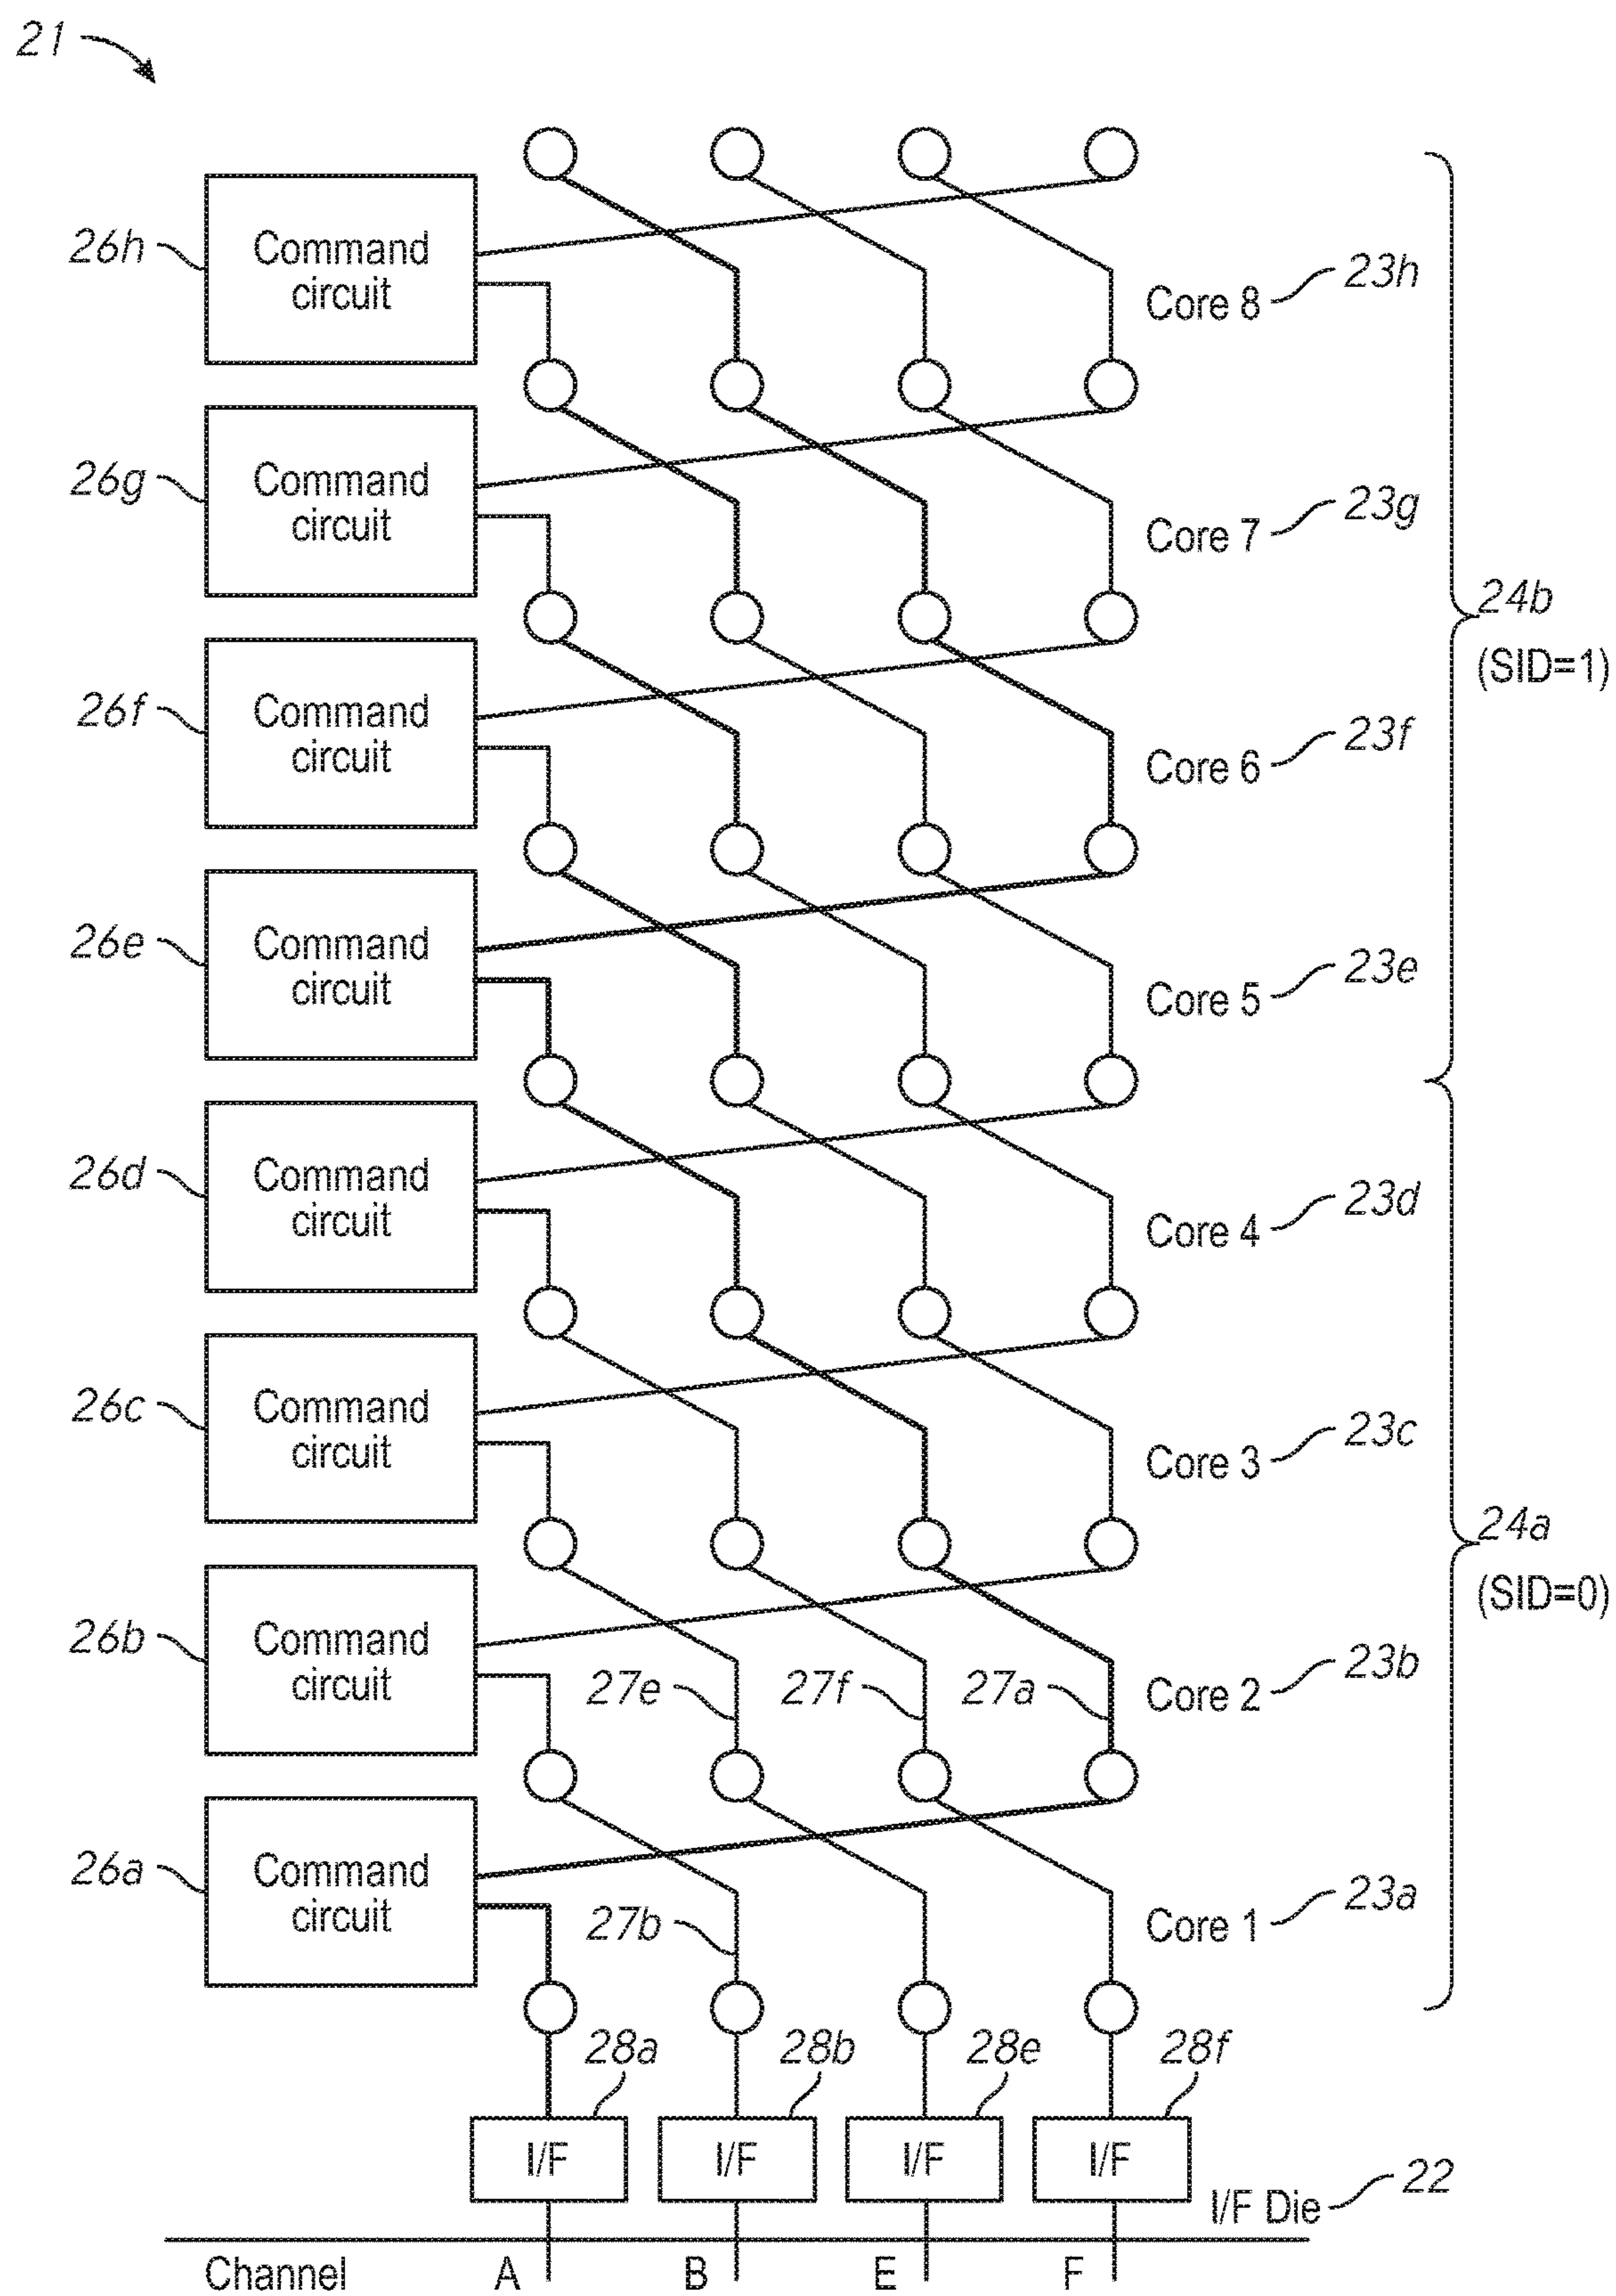 21
26h
Command
circuit
Core 8
23h
26g
Command
circuit
Core 7
23g
24b
(SID=1)
26f
Command
circuit
Core 6
23f
26e
Command
circuit
Core 5
23e
26d
Command
circuit
Core 4
23d
26c
Command
circuit
Core 3
23c
24a
(SID=0)
26b
Command
circuit
27e
27f
27a
Core 2
23b
26a
Command
circuit
27b
Core 1
23a
28a
28b
28e
28f
I/F
I/F
I/F
I/F
I/F Die
22
Channel
A
B
E
F